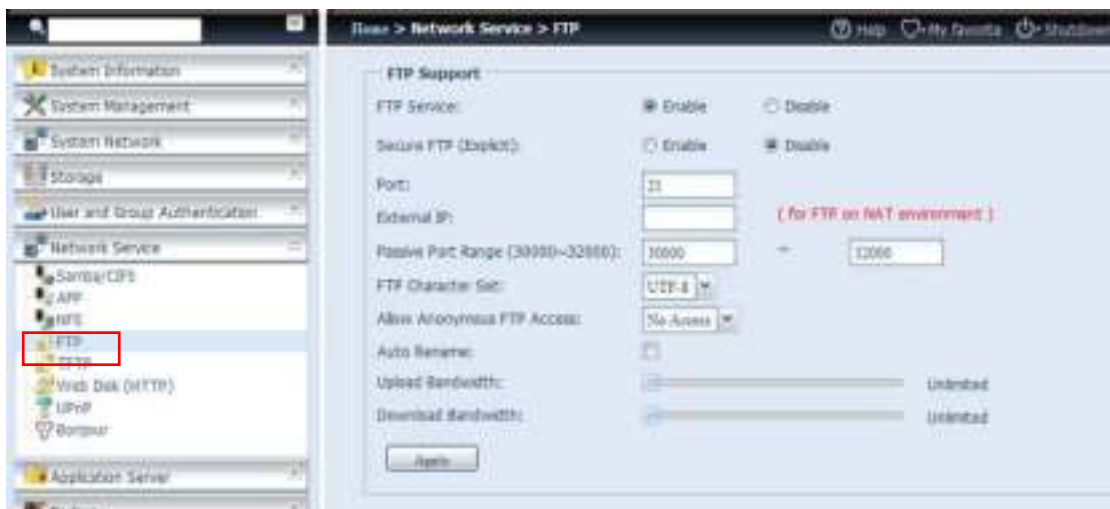 Home > Network Service > FTP
Help My favorite Shutdown
System Information
System Management
System Network
Storage
User and Group Authentication
Network Service
Samba/CIFS
AFP
NFS
FTP
TFTP
Web Disk (HTTP)
UPnP
Bonjour
Application Server
FTP Support
FTP Service: Enable Disable
Secure FTP (Explicit): Enable Disable
Port: 21
External IP: ( for FTP on NAT environment )
Passive Port Range (30000~32000): 30000 ~ 32000
FTP Character Set: UTF-8
Allow Anonymous FTP Access: No Access
Auto Rename:
Upload Bandwidth: Unlimited
Download Bandwidth: Unlimited
Apply